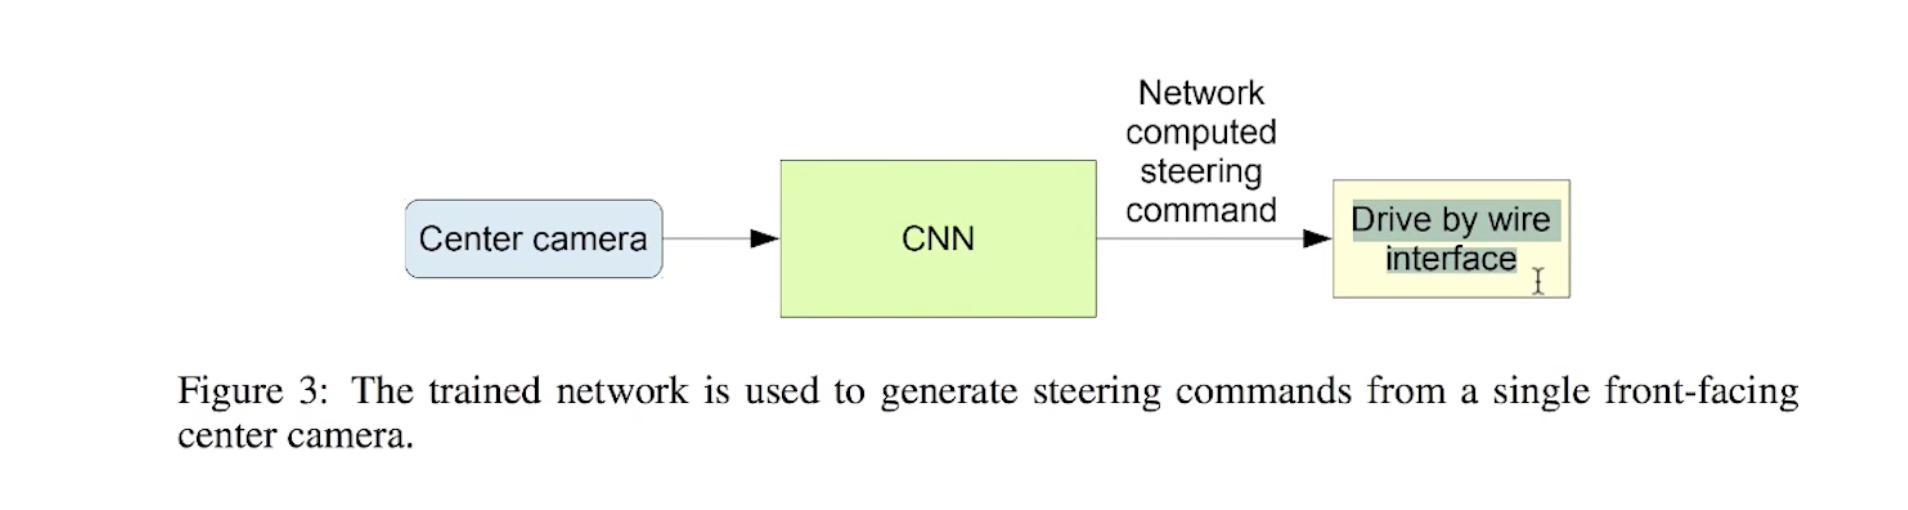 Network
computed
steering
command
Center camera
CNN
Drive by wire
interface
Figure 3: The trained network is used to generate steering commands from a single front-facing
center camera.